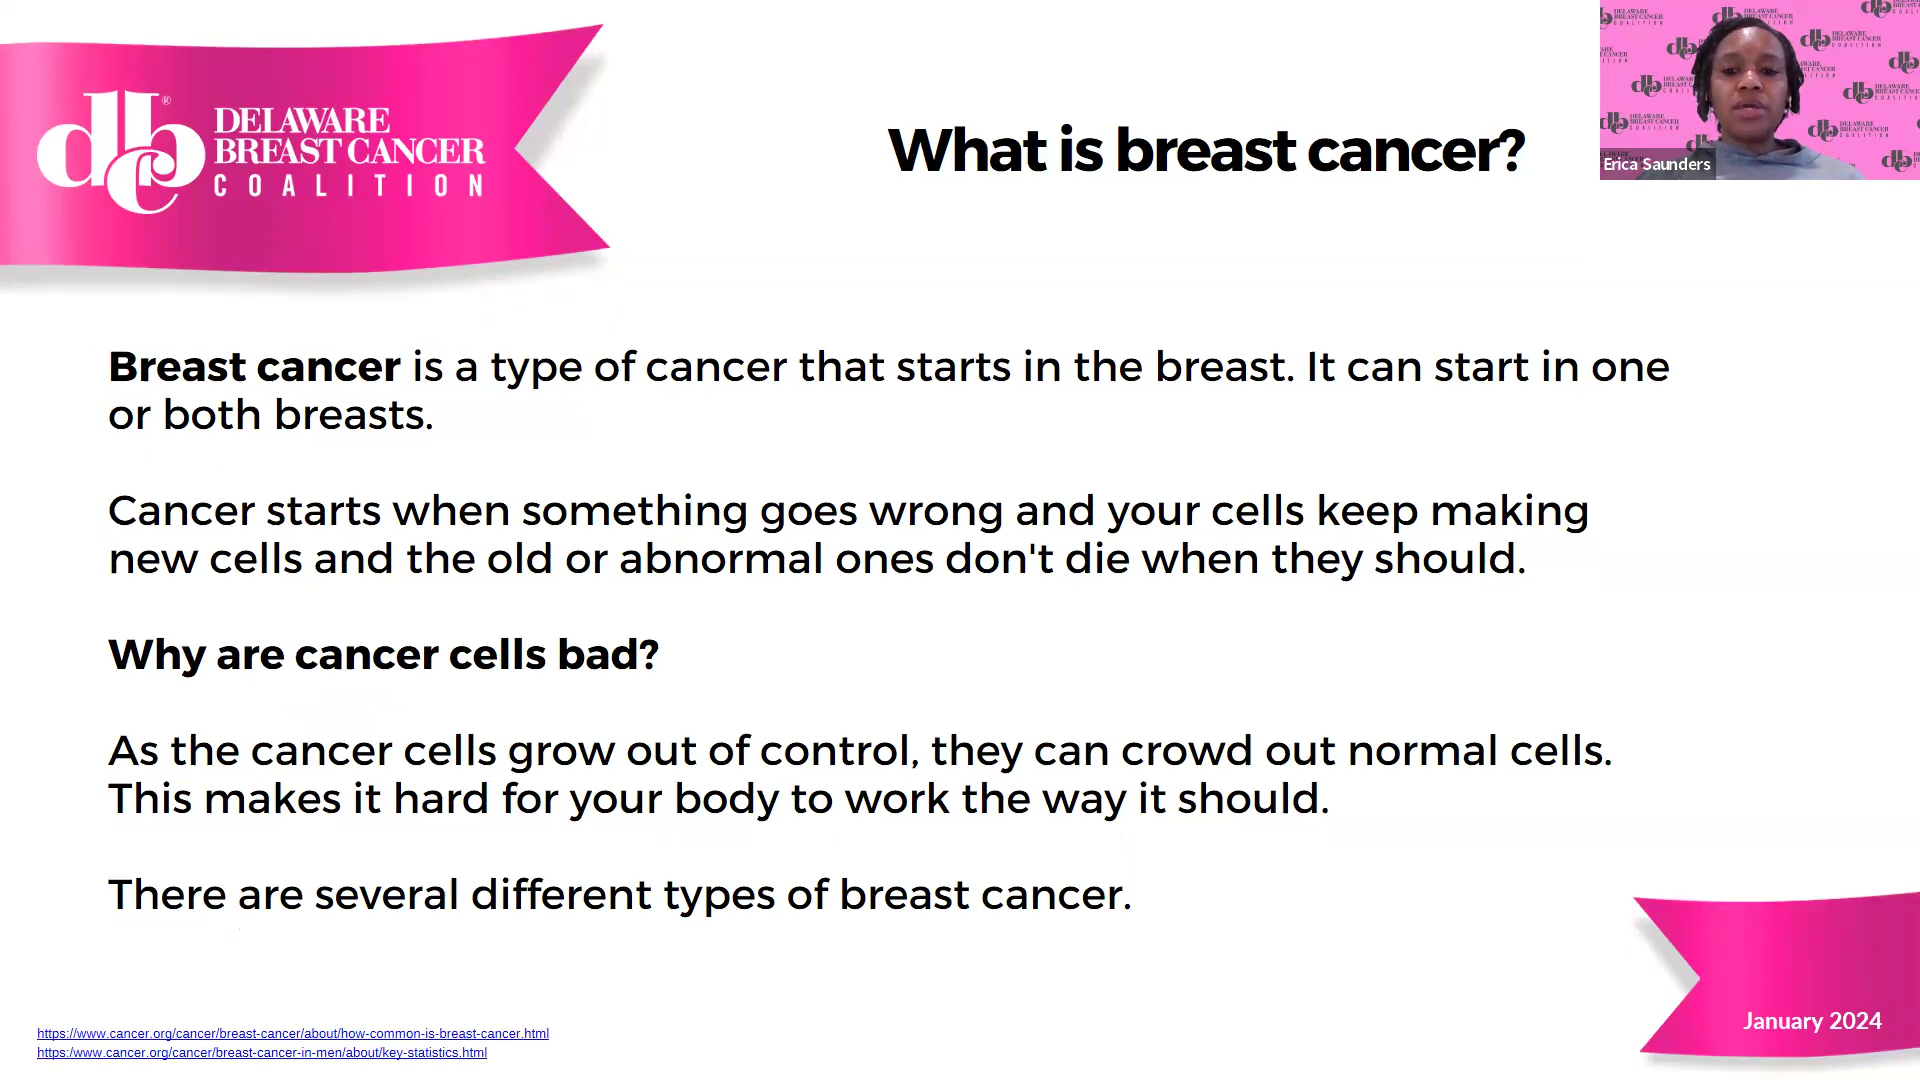 dbcc®
DELAWARE
BREAST CANCER
COALITION
What is breast cancer?
Erica Saunders
Breast cancer is a type of cancer that starts in the breast. It can start in one
or both breasts.
Cancer starts when something goes wrong and your cells keep making
new cells and the old or abnormal ones don't die when they should.
Why are cancer cells bad?
As the cancer cells grow out of control, they can crowd out normal cells.
This makes it hard for your body to work the way it should.
There are several different types of breast cancer.
https://www.cancer.org/cancer/breast-cancer/about/how-common-is-breast-cancer.html
https:/www.cancer.org/cancer/breast-cancer-in-men/about/key-statistics.html
January 2024